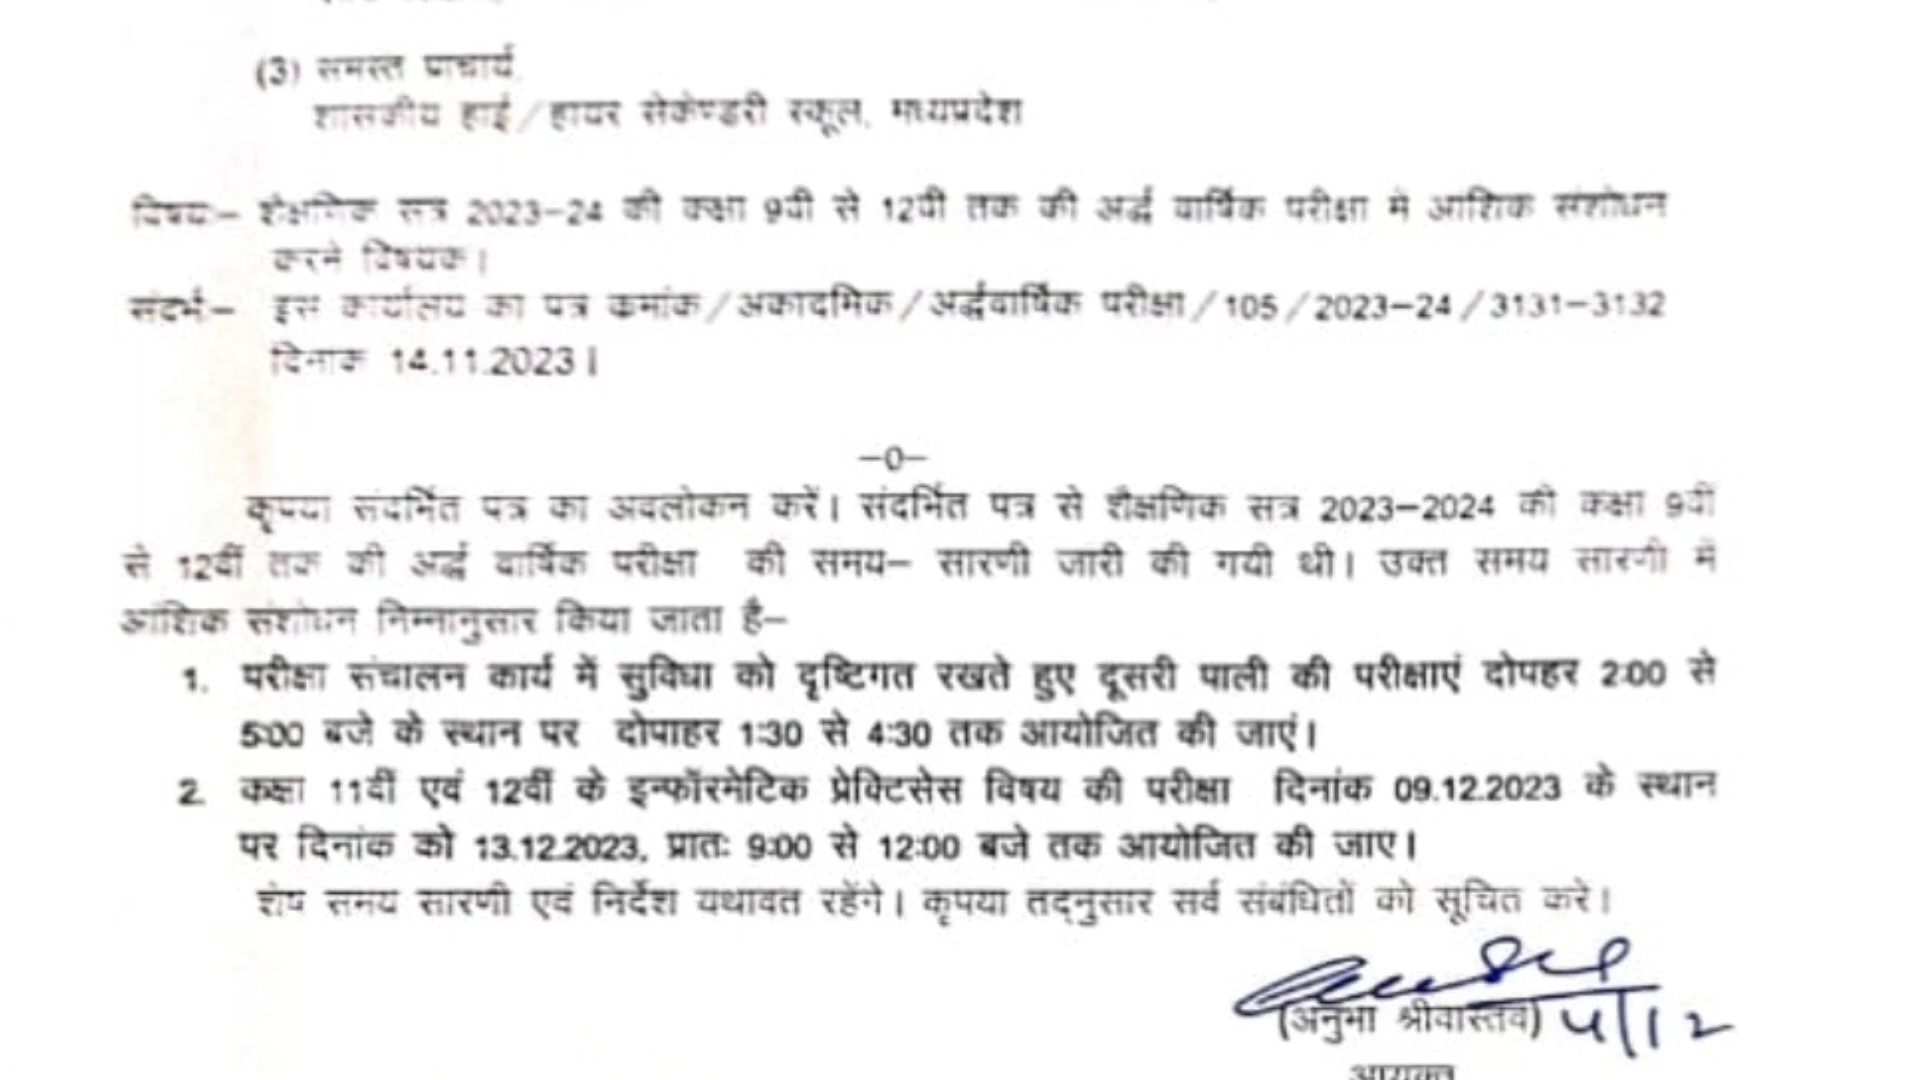 (3) समस्त प्राचार्य,
शासकीय हाई/हायर सेकेण्डरी स्कूल, मध्यप्रदेश
विषयः— शैक्षणिक सत्र 2023—24 की कक्षा 9वीं से 12वीं तक की अर्द्ध वार्षिक परीक्षा में आंशिक संशोधन
करने विषयक।
संदर्भः— इस कार्यालय का पत्र कमांक/अकादमिक/अर्द्धवार्षिक परीक्षा/105/2023—24/3131—3132
दिनांक 14.11.2023।
—0—
कृपया संदर्भित पत्र का अवलोकन करें। संदर्भित पत्र से शैक्षणिक सत्र 2023—2024 की कक्षा 9वीं
से 12वीं तक की अर्द्ध वार्षिक परीक्षा की समय— सारणी जारी की गयी थी। उक्त समय सारणी में
आंशिक संशोधन निम्नानुसार किया जाता है—
1. परीक्षा संचालन कार्य में सुविधा को दृष्टिगत रखते हुए दूसरी पाली की परीक्षाएं दोपहर 2:00 से
5:00 बजे के स्थान पर दोपाहर 1:30 से 4:30 तक आयोजित की जाएं।
2. कक्षा 11वीं एवं 12वीं के इन्फॉरमेटिक प्रेक्टिसेस विषय की परीक्षा दिनांक 09.12.2023 के स्थान
पर दिनांक को 13.12.2023, प्रातः 9:00 से 12:00 बजे तक आयोजित की जाए।
शेष समय सारणी एवं निर्देश यथावत रहेंगे। कृपया तद्नुसार सर्व संबंधितों को सूचित करे।
(अनुभा श्रीवास्तव) 4/12
आयुक्त